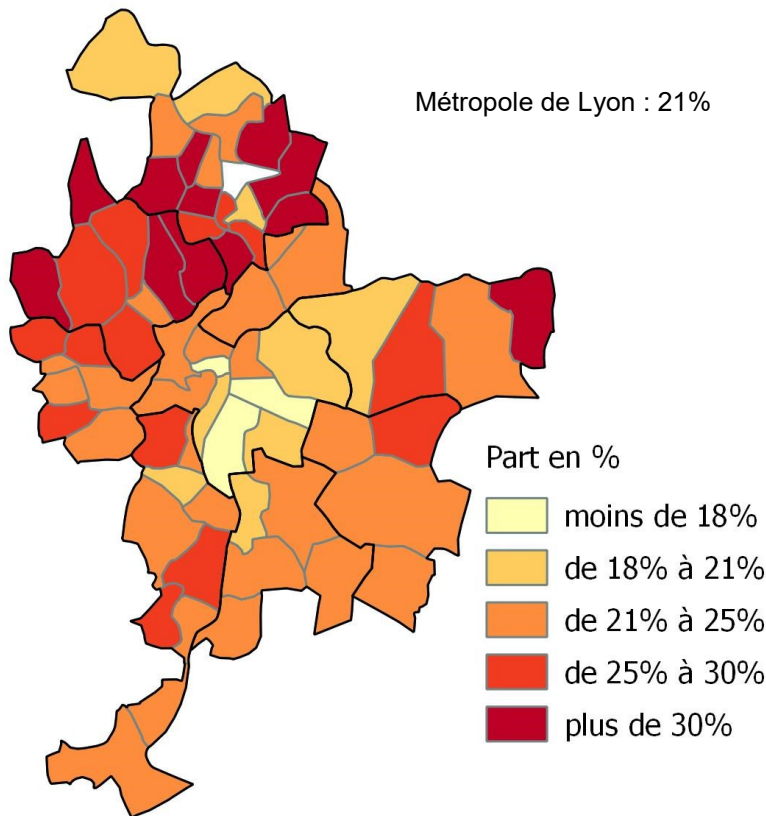 Métropole de Lyon : 21%
Part en %
moins de 18%
de 18% à 21%
de 21% à 25%
de 25% à 30%
plus de 30%